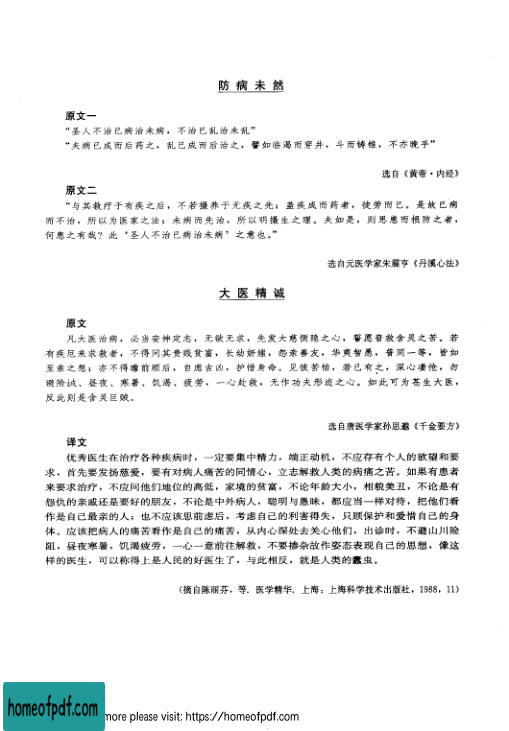 防病未然
原文一
“圣人不治已病治未病，不治已乱治未乱”
“夫病已成而后药之，乱已成而后治之，譬如临渴而穿井，斗而铸锥，不亦晚乎”
选自《黄帝·内经》
原文二
“与其救疗于有疾之后，不若摄养于无疾之先；盖疾成而药者，徒劳而已。是故已病
而不治，所以为医家之法；未病而先治，所以明摄生之理。夫如是，则思患而预防之者，
何患之有哉？此‘圣人不治已病治未病’之意也。”
选自元医学家朱震亨《丹溪心法》
大医精诚
原文
凡大医治病，必当安神定志，无欲无求，先发大慈恻隐之心，誓愿普救含灵之苦。若
有疾厄来求救者，不得问其贵贱贫富，长幼妍媸，怨亲善友，华夷智愚，普同一等，皆如
至亲之想；亦不得瞻前顾后，自虑吉凶，护惜身命。见彼苦恼，若己有之，深心凄怆，勿
避险巇、昼夜、寒暑、饥渴、疲劳，一心赴救，无作功夫形迹之心。如此可为苍生大医，
反此则是含灵巨贼。
选自唐医学家孙思邈《千金要方》
译文
优秀医生在治疗各种疾病时，一定要集中精力，端正动机，不应存有个人的欲望和要
求，首先要发扬慈爱，要有对病人痛苦的同情心，立志解救人类的病痛之苦。如果有患者
来要求治疗，不应问他们地位的高低，家境的贫富，不论年龄大小，相貌美丑，不论是有
怨仇的亲戚还是要好的朋友，不论是中外病人，聪明与愚昧，都应当一样对待，把他们看
作是自己最亲的人；也不应该思前虑后，考虑自己的利害得失，只顾保护和爱惜自己的身
体。应该把病人的痛苦看作是自己的痛苦，从内心深处去关心他们，出诊时，不避山川险
阻，昼夜寒暑，饥渴疲劳，一心一意前往解救，不要掺杂故作姿态表现自己的思想，像这
样的医生，可以称得上是人民的好医生了，与此相反，就是人类的蠹虫。
（摘自陈丽芬，等．医学精华．上海：上海科学技术出版社，1988，11）
homeofpdf.com
more please visit: https://homeofpdf.com